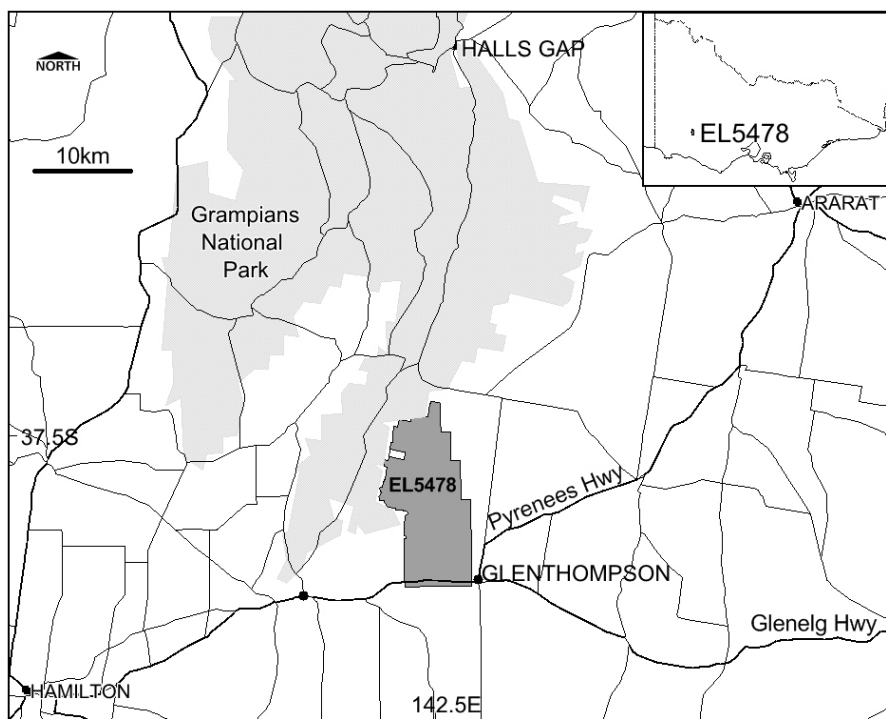 HALLS GAP
NORTH
EL5478
10km
ARARAT
Grampians
National
Park
37.5S
EL5478
Pyrenees Hwy
GLENTHOMPSON
Glenelg Hwy
HAMILTON
142.5E